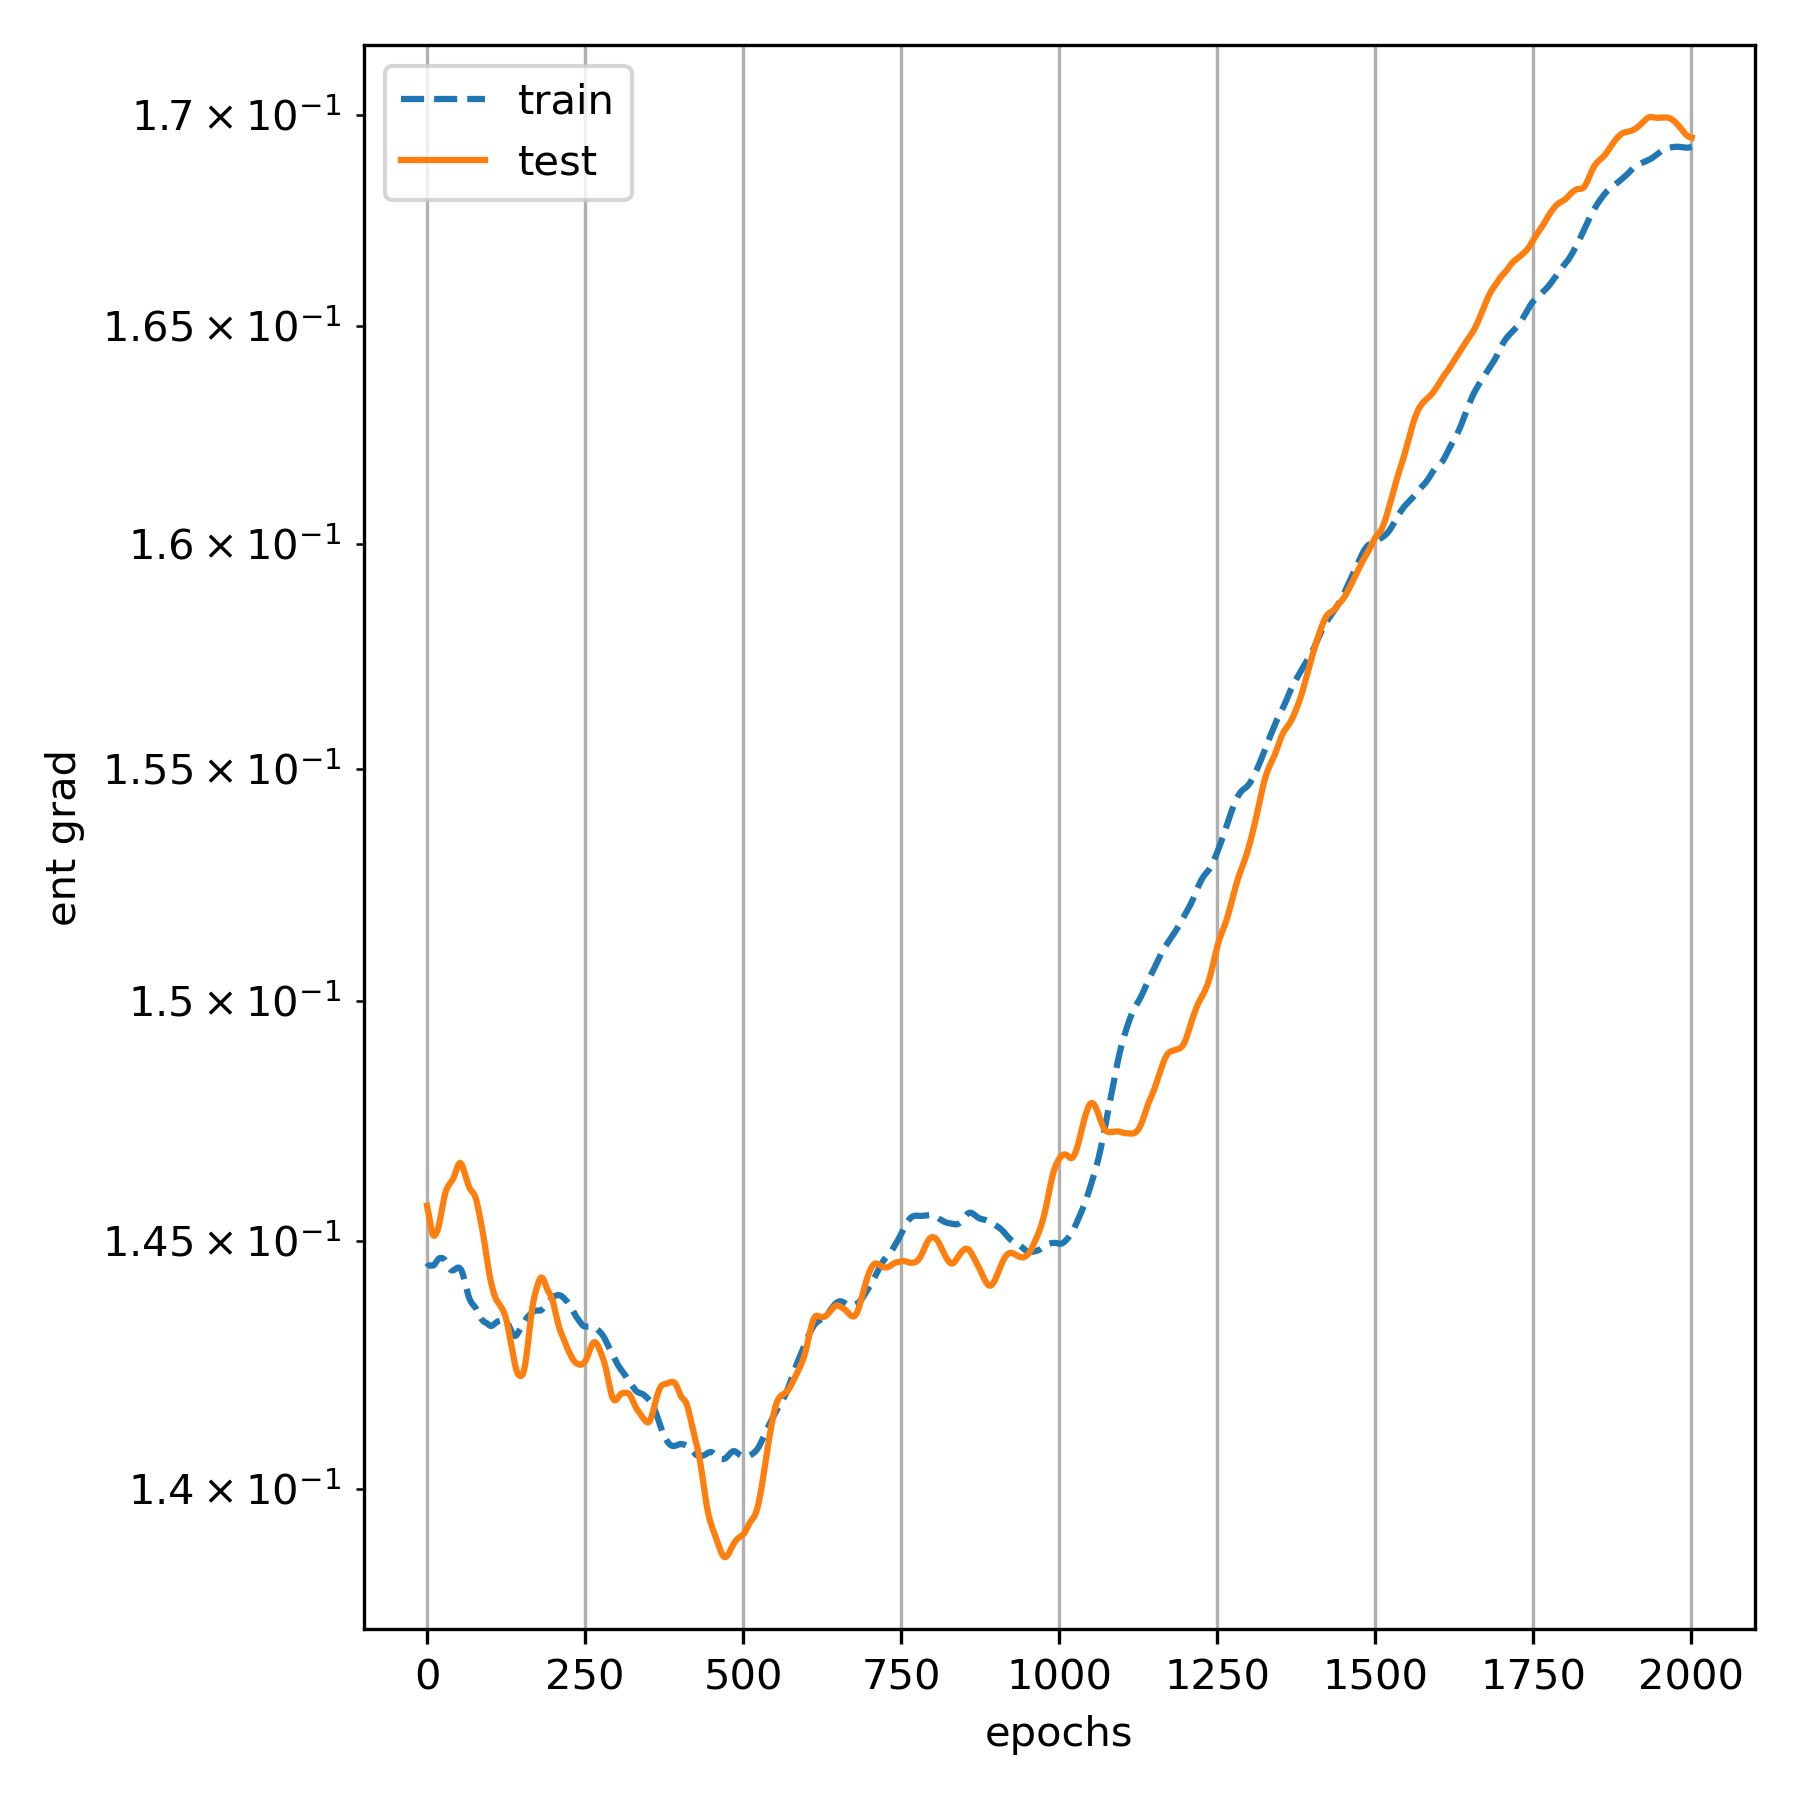 train
test
1.7 × 10⁻¹
1.65 × 10⁻¹
1.6 × 10⁻¹
1.55 × 10⁻¹
1.5 × 10⁻¹
1.45 × 10⁻¹
1.4 × 10⁻¹
ent grad
0 250 500 750 1000 1250 1500 1750 2000
epochs